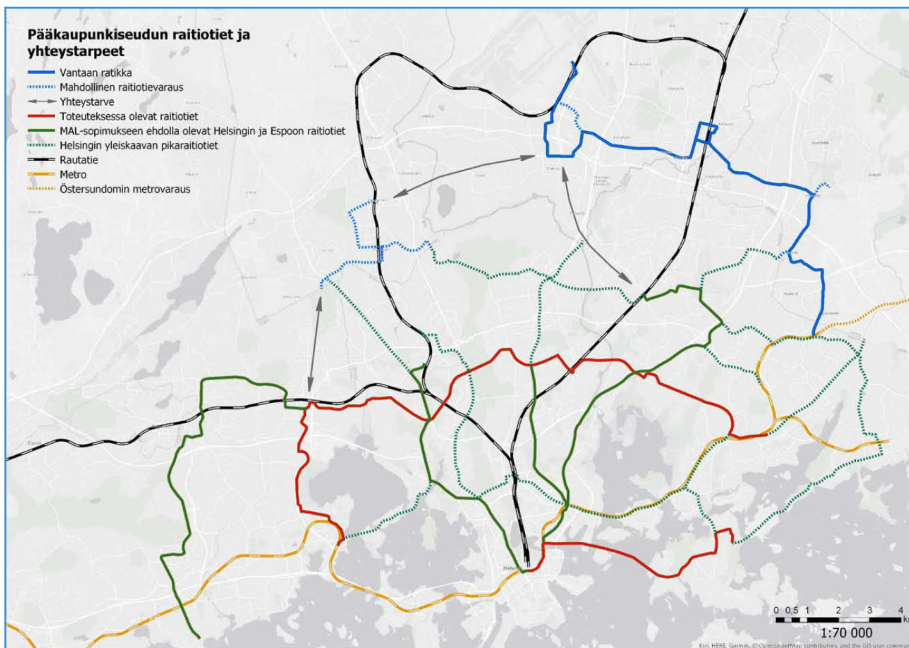 Pääkaupunkiseudun raitiotiet ja
yhteystarpeet
Vantaan ratikka
Mahdollinen raitiotievaraus
Yhteystarve
Toteuteksessa olevat raitiotiet
MAL-sopimukseen ehdolla olevat Helsingin ja Espoon raitiotiet
Helsingin yleiskaavan pikaraitiotiet
Rautatie
Metro
Östersundomin metrovaraus
0 0,5 1 2 3 4
1:70 000
Esri, HERE, Garmin, (c) OpenStreetMap contributors, and the GIS user